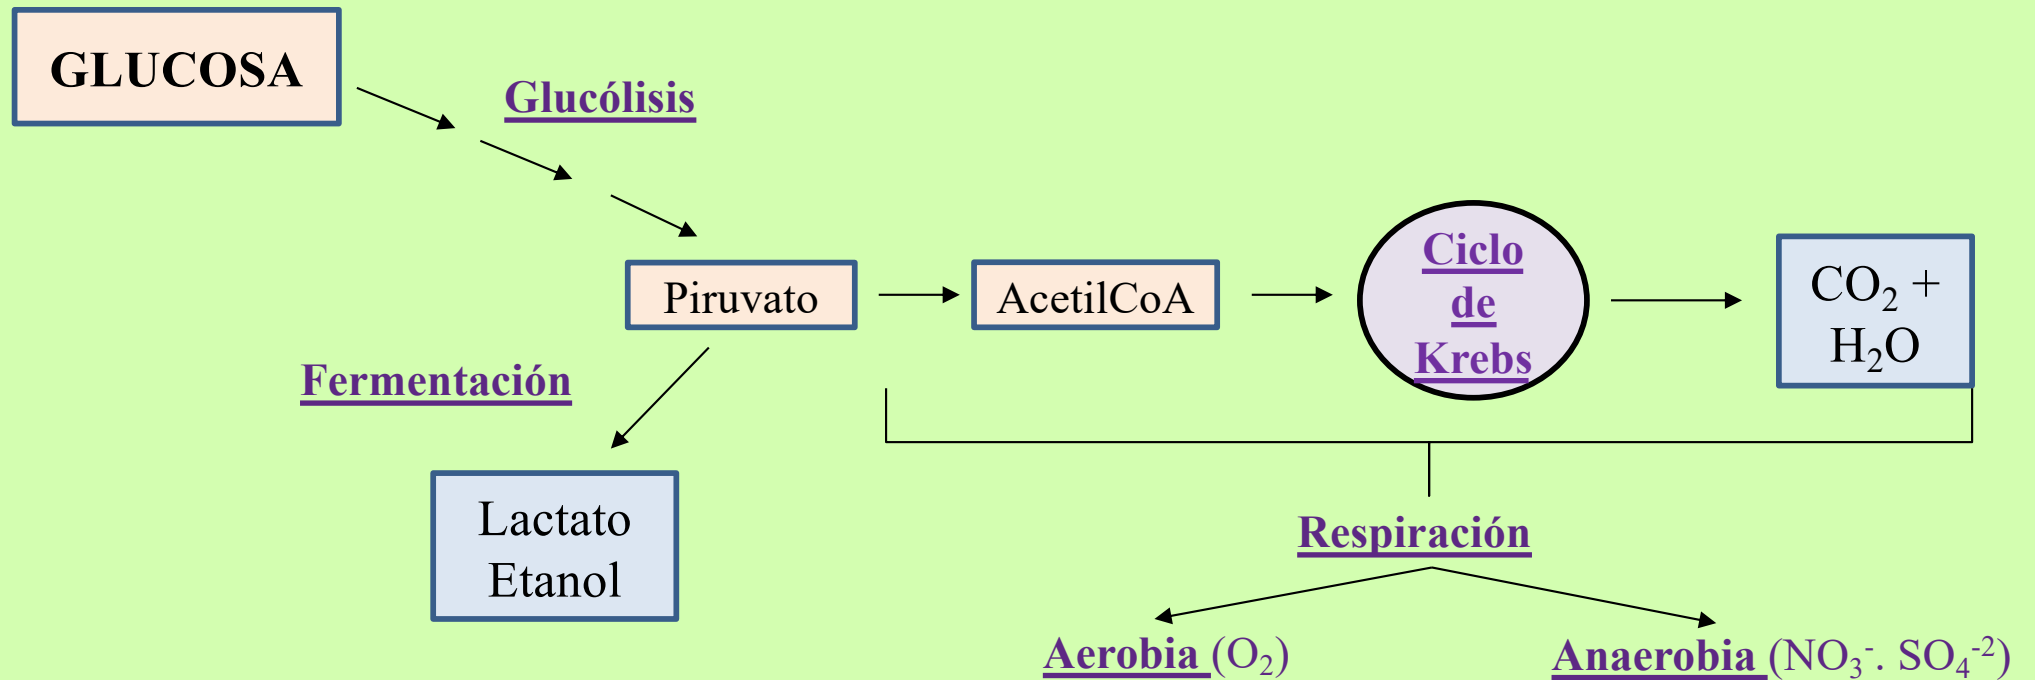 GLUCOSA
Glucólisis
Piruvato
AcetilCoA
Ciclo
de
Krebs
CO₂ +
H₂O
Fermentación
Lactato
Etanol
Respiración
Aerobia (O₂)
Anaerobia (NO₃⁻. SO₄⁻²)